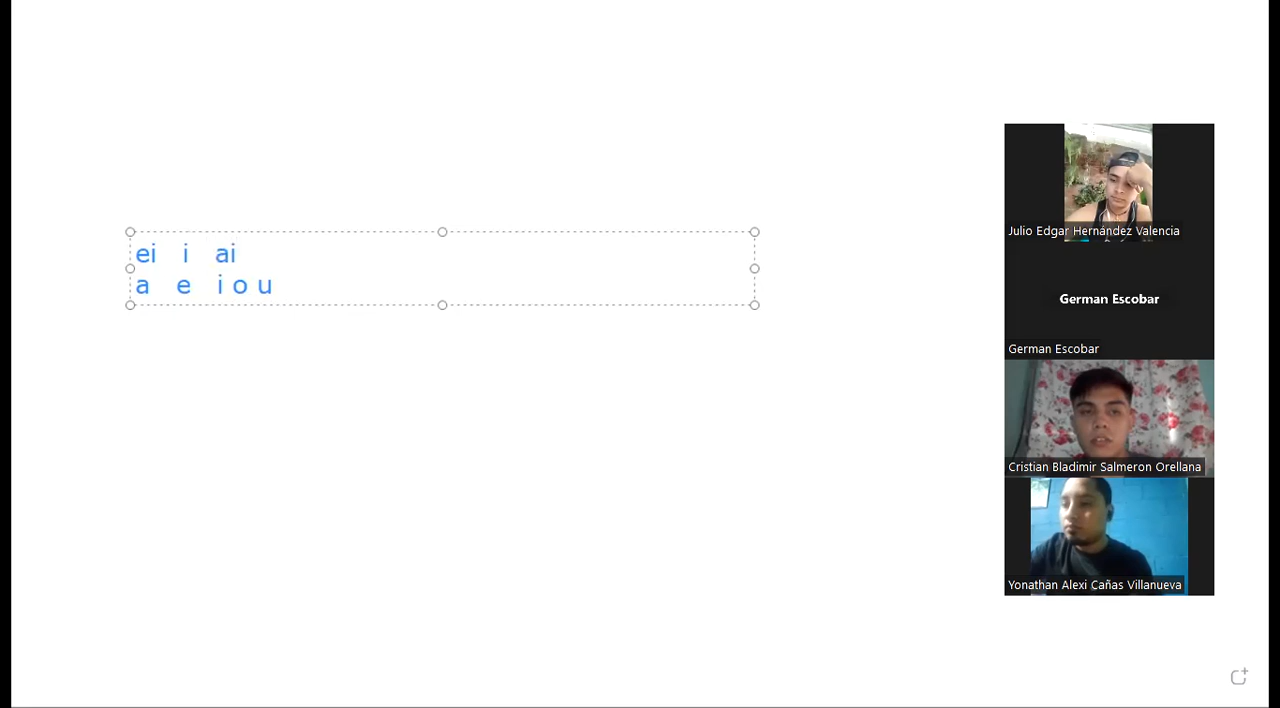 ei i ai
a e i o u
Julio Edgar Hernández Valencia
German Escobar
German Escobar
Cristian Bladimir Salmeron Orellana
Yonathan Alexi Cañas Villanueva